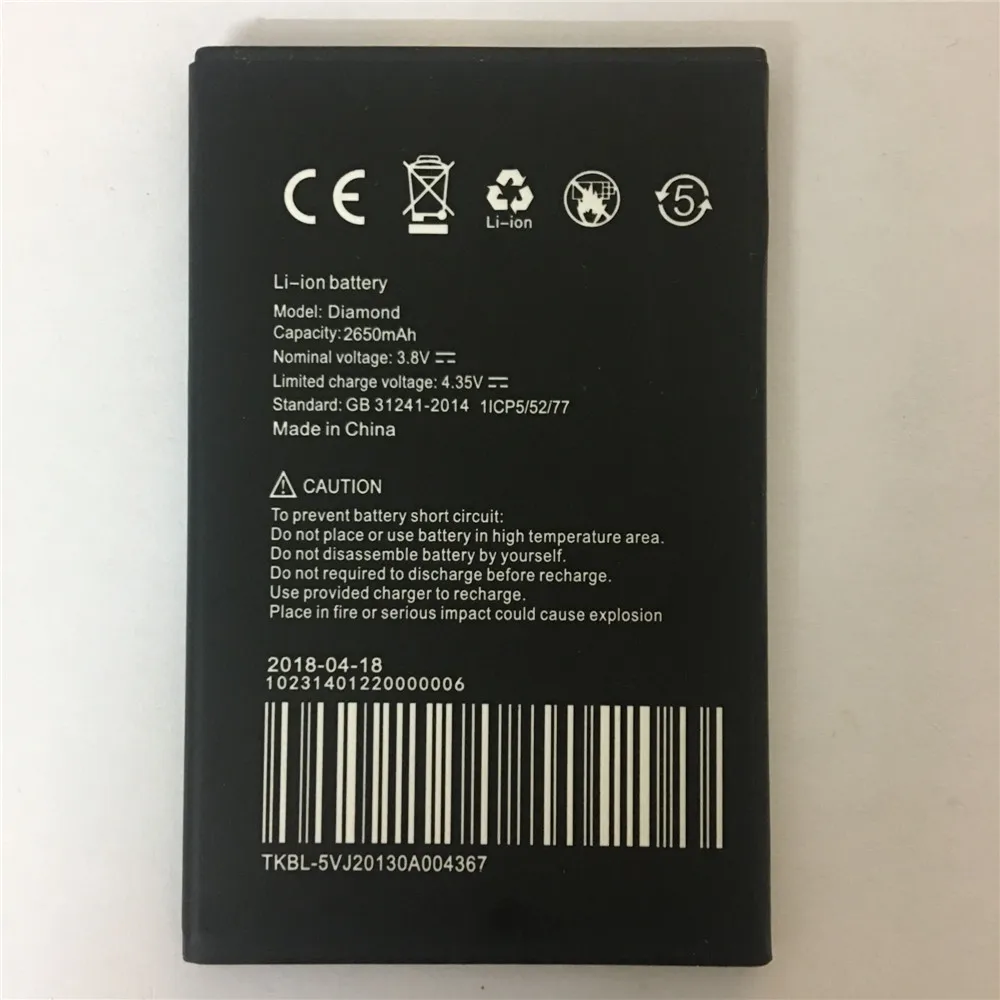 CE
Li-ion
5
Li-ion battery
Model: Diamond
Capacity: 2650mAh
Nominal voltage: 3.8V
Limited charge voltage: 4.35V
Standard: GB 31241-2014 1ICP5/52/77
Made in China
CAUTION
To prevent battery short circuit:
Do not place or use battery in high temperature area.
Do not disassemble battery by yourself.
Do not required to discharge before recharge.
Use provided charger to recharge.
Place in fire or serious impact could cause explosion
2018-04-18
10231401220000006
TKBL-5VJ20130A004367